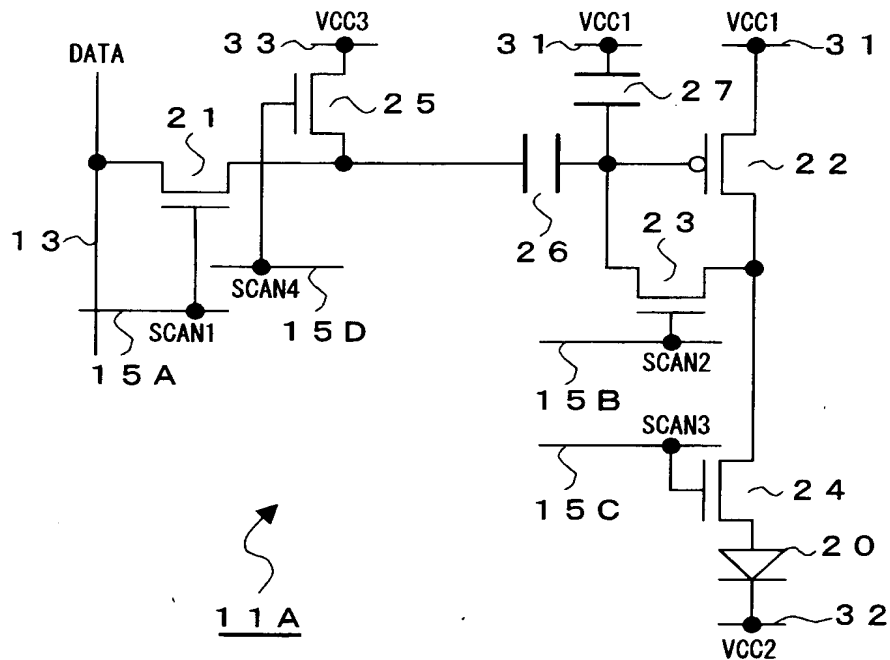 VCC3
VCC1
VCC1
33
31
31
DATA
25
27
21
22
23
13
26
SCAN4
SCAN1
15D
SCAN2
15A
15B
SCAN3
24
15C
20
11A
32
VCC2